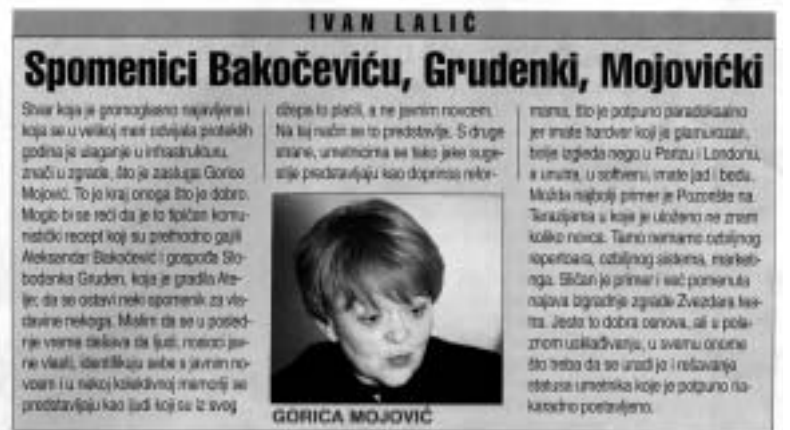 IVAN LALIĆ
Spomenici Bakočeviću, Grudenki, Mojovićki
Stvar koja je gromoglasno najavljena i
koja se u velikoj meri odvijala proteklih
godina je ulaganje u infrastrukturu,
znači u zgrade, što je zasluga Gorice
Mojović. To je kraj onoga što je dobro.
Moglo bi se reći da je to tipičan komu-
nistički recept koji su prethodno gajili
Aleksandar Bakočević i gospođa Slo-
bodanka Gruden, koja je gradila Ate-
lje; da se ostavi neki spomenik za vla-
davine nekoga. Mislim da se u posled-
nje vreme dešava da ljudi, nosioci jav-
ne vlasti, identifikuju sebe s javnim no-
vcem i u nekoj kolektivnoj memoriji se
predstavljaju kao ljudi koji su iz svog
džepa to platili, a ne javnim novcem.
Na taj način se to predstavlja. S druge
strane, umetnicima se tako jake suge-
stije predstavljaju kao doprinos refor-
GORICA MOJOVIĆ
mama, što je potpuno paradoksalno
jer imate hardver koji je glamurozan,
bolje izgleda nego u Parizu i Londonu,
a unutra, u softveru, imate jad i bedu.
Možda najbolji primer je Pozorište na
Terazijama u koje je uloženo ne znam
koliko novca. Tamo nemamo ozbiljnog
repertoara, ozbiljnog sistema, marketi-
nga. Sličan je primer i već pomenuta
najava izgradnje zgrade Zvezdara tea-
tra. Jeste to dobra osnova, ali u
usklađivanju, u svemu onome
što treba da se uradi je i rešavanje
statusa umetnika koje je potpuno na-
karadno postavljeno.